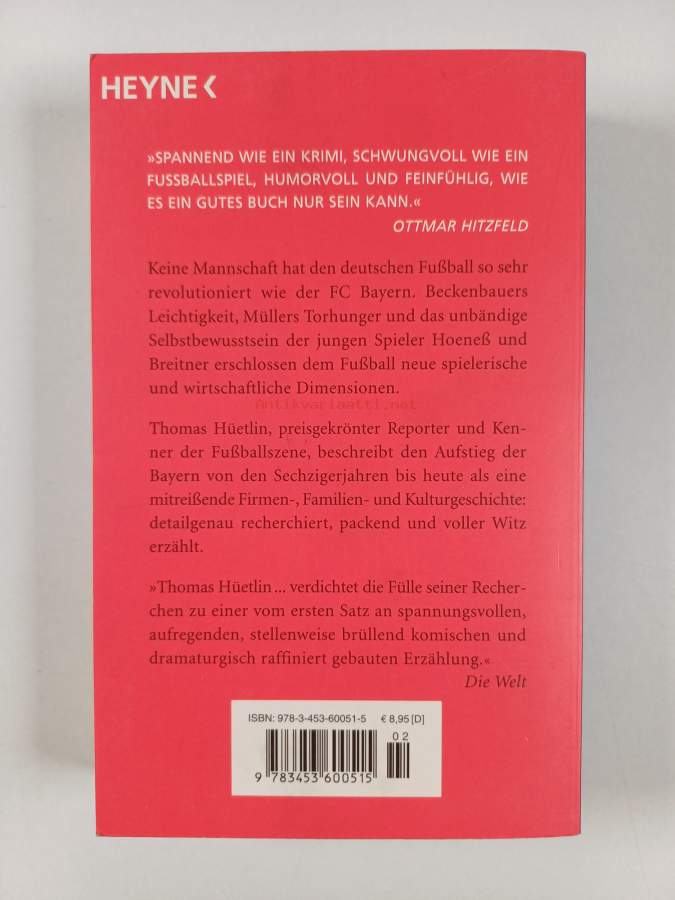 HEYNE
»SPANNEND WIE EIN KRIMI, SCHWUNGVOLL WIE EIN
FUSSBALLSPIEL, HUMORVOLL UND FEINFÜHLIG, WIE
ES EIN GUTES BUCH NUR SEIN KANN.«
OTTMAR HITZFELD
Keine Mannschaft hat den deutschen Fußball so sehr
revolutioniert wie der FC Bayern. Beckenbauers
Leichtigkeit, Müllers Torhunger und das unbändige
Selbstbewusstsein der jungen Spieler Hoeneß und
Breitner erschlossen dem Fußball neue spielerische
und wirtschaftliche Dimensionen.
Antikvariaatti.net
Thomas Hüetlin, preisgekrönter Reporter und Ken-
ner der Fußballszene, beschreibt den Aufstieg der
Bayern von den Sechzigerjahren bis heute als eine
mitreißende Firmen-, Familien- und Kulturgeschichte:
detailgenau recherchiert, packend und voller Witz
erzählt.
»Thomas Hüetlin ... verdichtet die Fülle seiner Recher-
chen zu einer vom ersten Satz an spannungsvollen,
aufregenden, stellenweise brüllend komischen und
dramaturgisch raffiniert gebauten Erzählung.«
Die Welt
ISBN: 978-3-453-60051-5 € 8,95 [D]
02
9 783453 600515